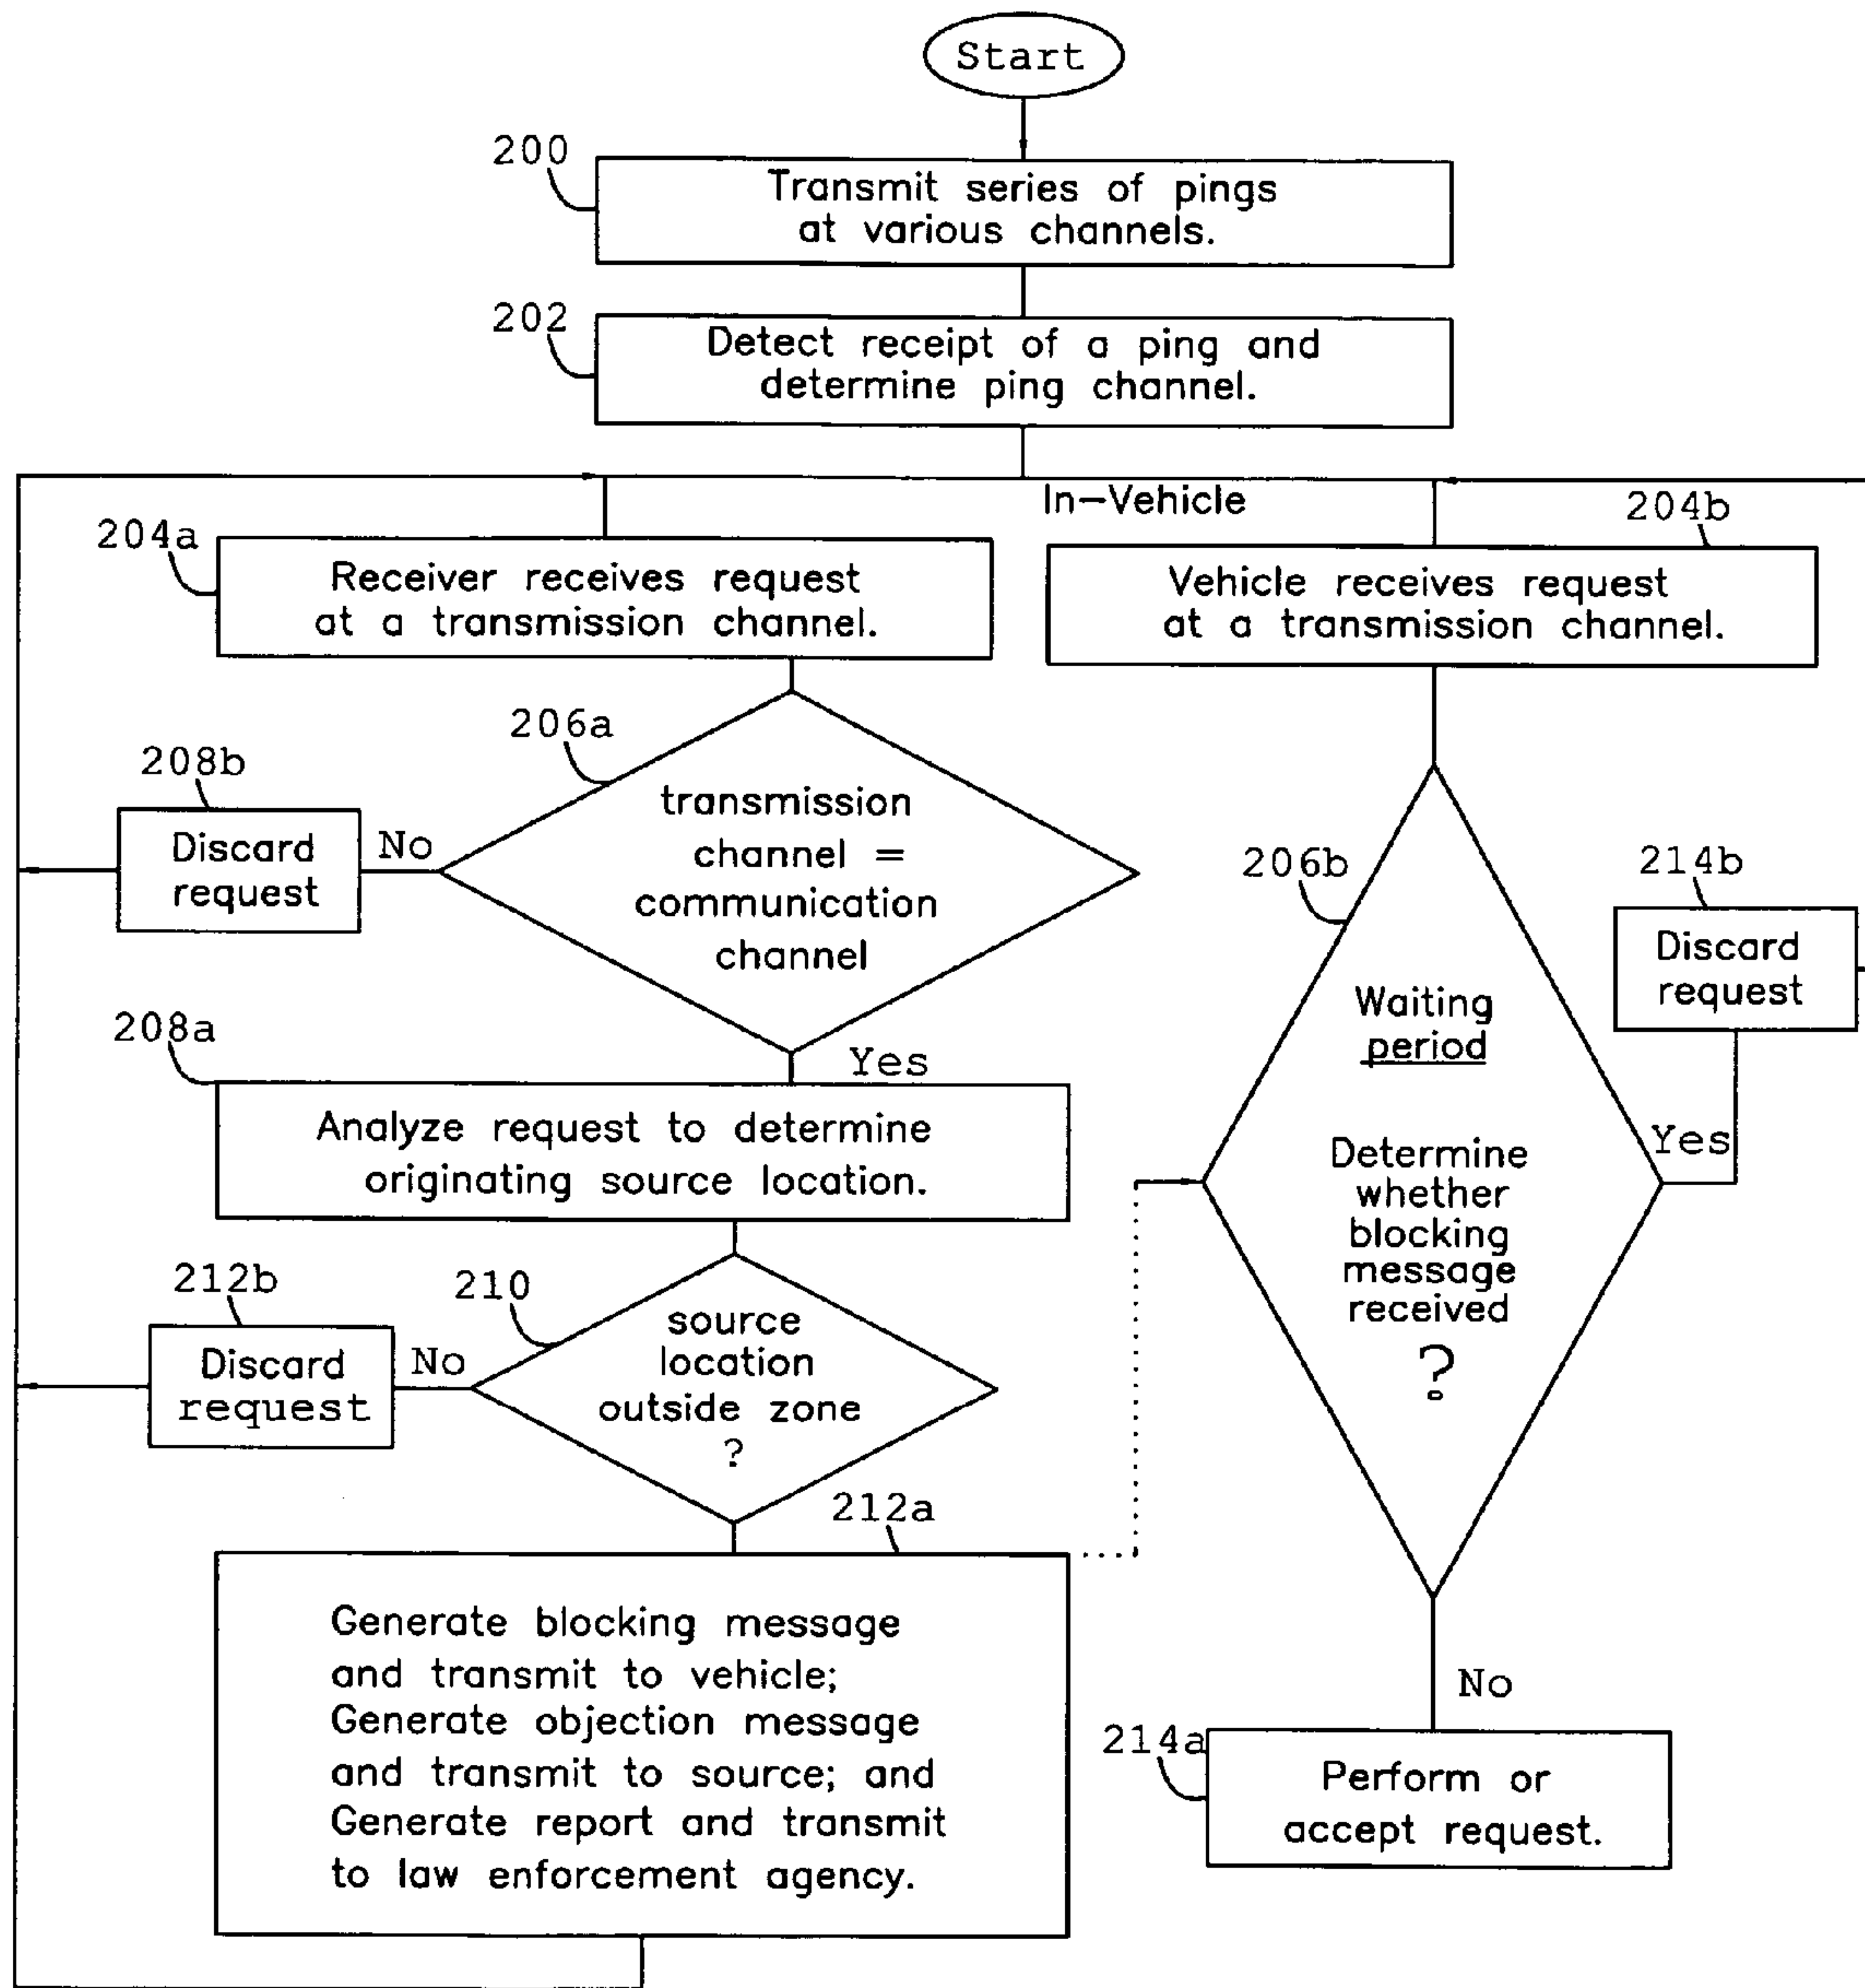 Start
200
Transmit series of pings
at various channels.
202
Detect receipt of a ping and
determine ping channel.
In-Vehicle
204a
Receiver receives request
at a transmission channel.
204b
Vehicle receives request
at a transmission channel.
206a
transmission
channel =
communication
channel
No
208b
Discard
request
Yes
208a
Analyze request to determine
originating source location.
210
source
location
outside zone
?
No
212b
Discard
request
212a
Generate blocking message
and transmit to vehicle;
Generate objection message
and transmit to source; and
Generate report and transmit
to law enforcement agency.
206b
Waiting
period
Determine
whether
blocking
message
received
?
Yes
214b
Discard
request
No
214a
Perform or
accept request.